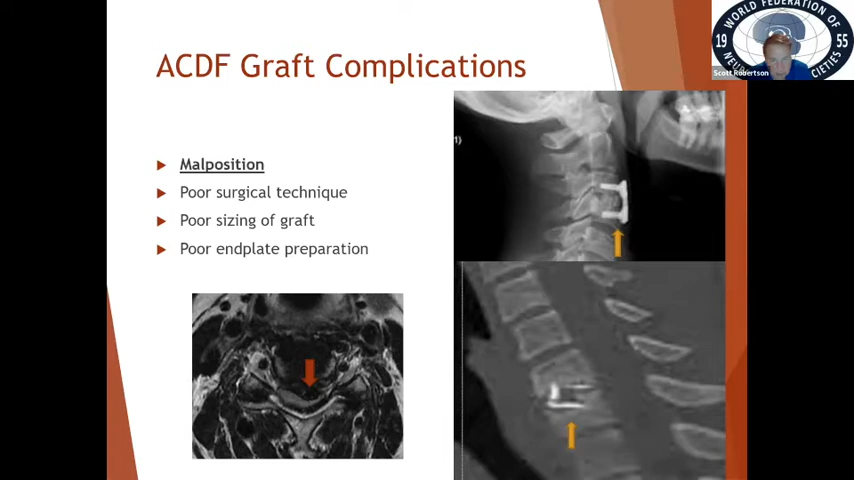 ACDF Graft Complications
Malposition
Poor surgical technique
Poor sizing of graft
Poor endplate preparation
1)
WORLD FEDERATION OF
19 55
Scott Robertson